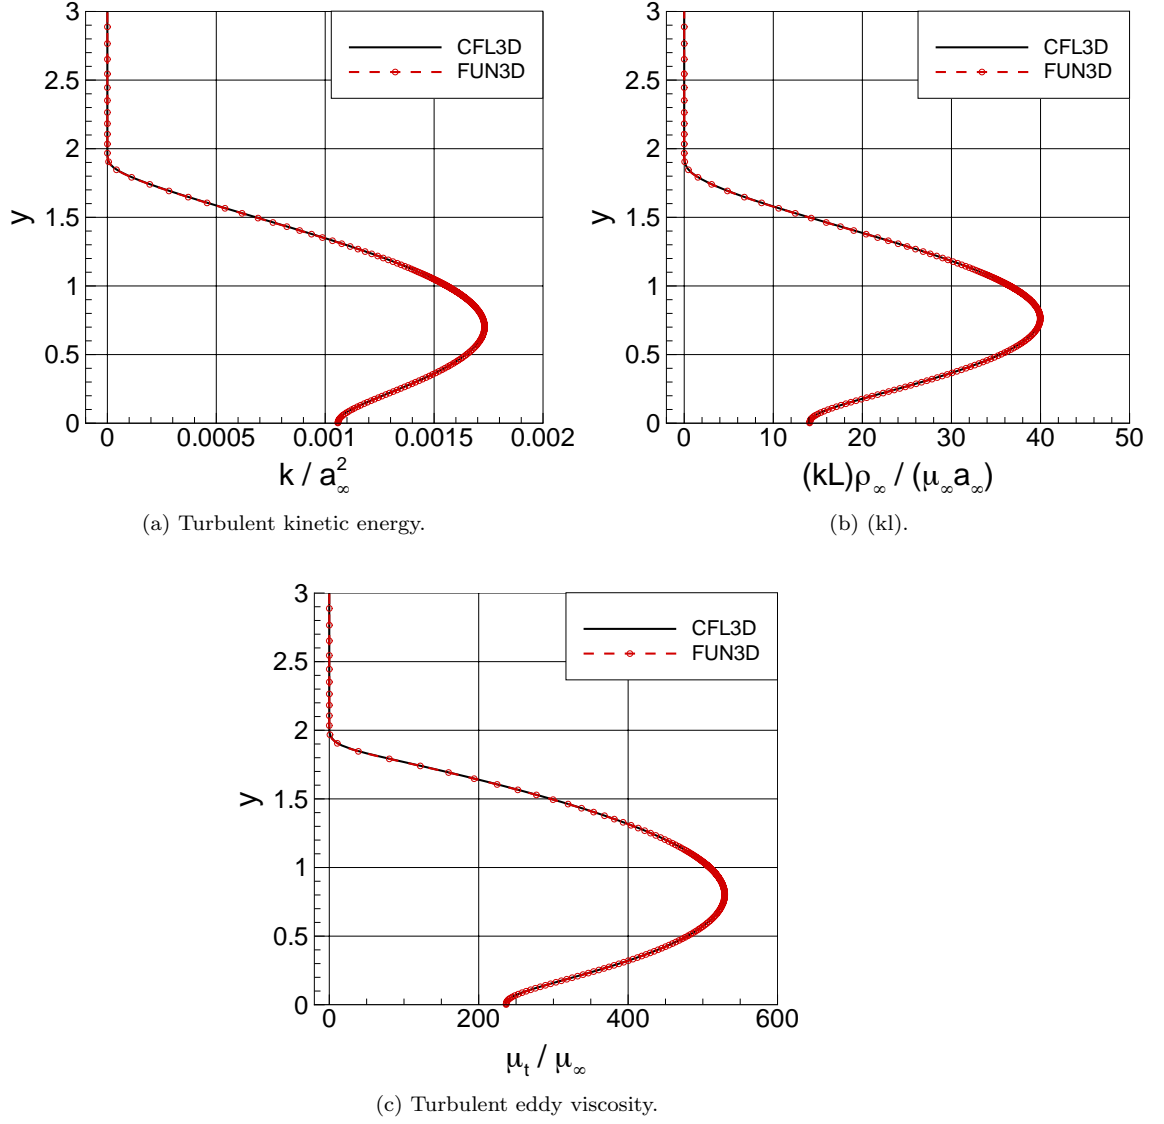 3
2.5
2
1.5
1
0.5
0
y
CFL3D
FUN3D
0 0.0005 0.001 0.0015 0.002
k / a²∞
(a) Turbulent kinetic energy.
3
2.5
2
1.5
1
0.5
0
y
CFL3D
FUN3D
0 10 20 30 40 50
(kL)ρ∞ / (μ∞a∞)
(b) (kl).
3
2.5
2
1.5
1
0.5
0
y
CFL3D
FUN3D
0 200 400 600
μt / μ∞
(c) Turbulent eddy viscosity.